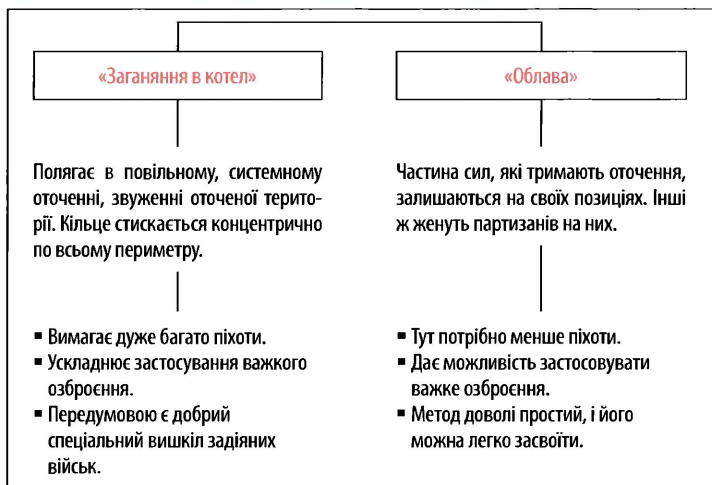 «Заганяння в котел»
Полягає в повільному, системному
оточенні, звуженні оточеної терито-
рії. Кільце стискається концентрично
по всьому периметру.
▪ Вимагає дуже багато піхоти.
▪ Ускладнює застосування важкого
озброєння.
▪ Передумовою є добрий
спеціальний вишкіл задіяних
військ.
«Облава»
Частина сил, які тримають оточення,
залишаються на своїх позиціях. Інші
ж женуть партизанів на них.
▪ Тут потрібно менше піхоти.
▪ Дає можливість застосовувати
важке озброєння.
▪ Метод доволі простий, і його
можна легко засвоїти.